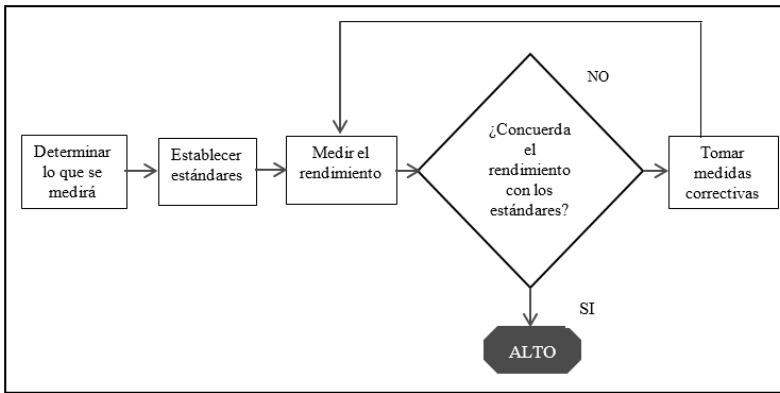 Determinar
lo que se
medirá
Establecer
estándares
Medir el
rendimiento
¿Concuerda
el
rendimiento
con los
estándares?
NO
Tomar
medidas
correctivas
SI
ALTO